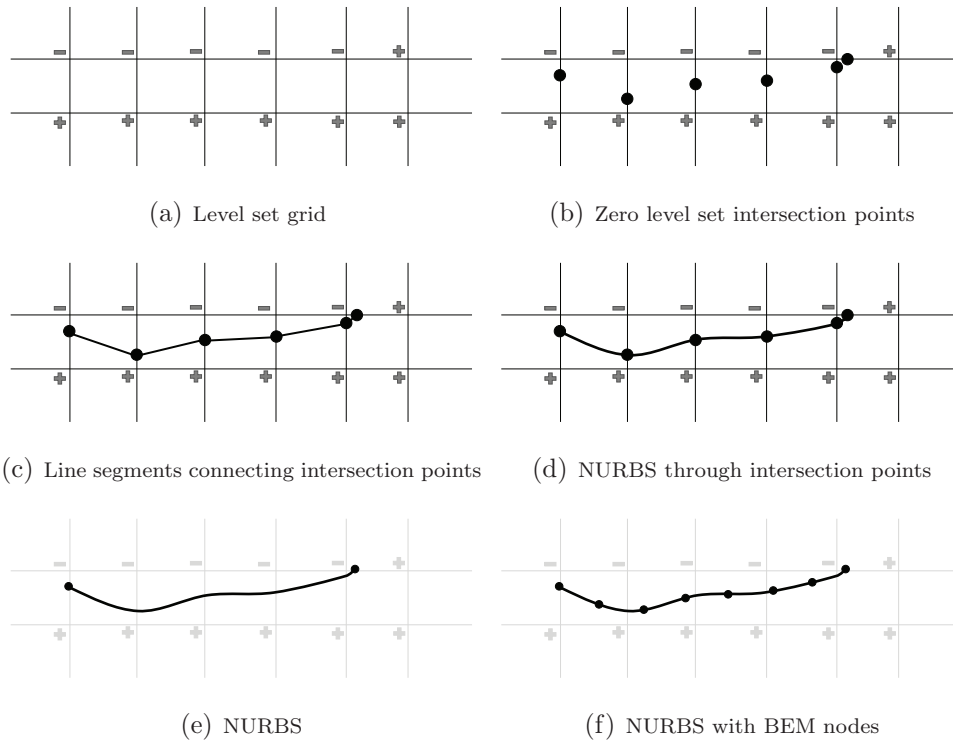 (a) Level set grid
(b) Zero level set intersection points
(c) Line segments connecting intersection points
(d) NURBS through intersection points
(e) NURBS
(f) NURBS with BEM nodes